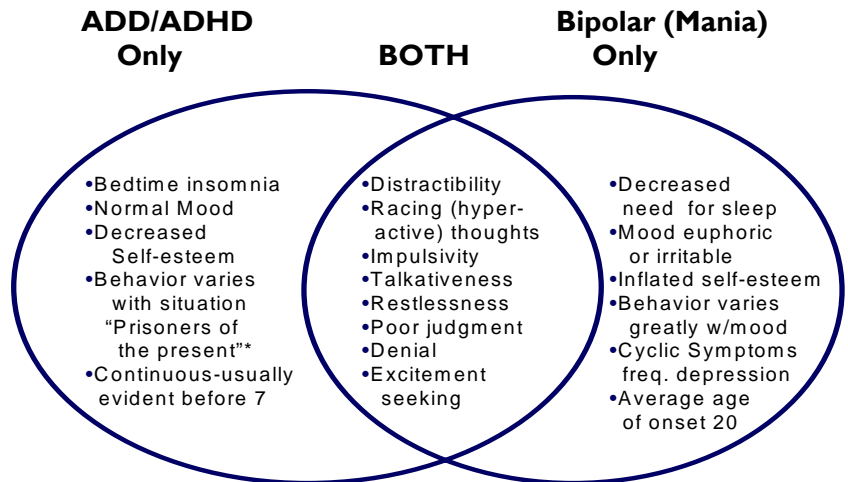 ADD/ADHD
Only
BOTH
Bipolar (Mania)
Only
•Bedtime insomnia
•Normal Mood
•Decreased
Self-esteem
•Behavior varies
with situation
“Prisoners of
the present”*
•Continuous-usually
evident before 7
•Distractibility
•Racing (hyper-
active) thoughts
•Impulsivity
•Talkativeness
•Restlessness
•Poor judgment
•Denial
•Excitement
seeking
•Decreased
need for sleep
•Mood euphoric
or irritable
•Inflated self-esteem
•Behavior varies
greatly w/mood
•Cyclic Symptoms
freq. depression
•Average age
of onset 20